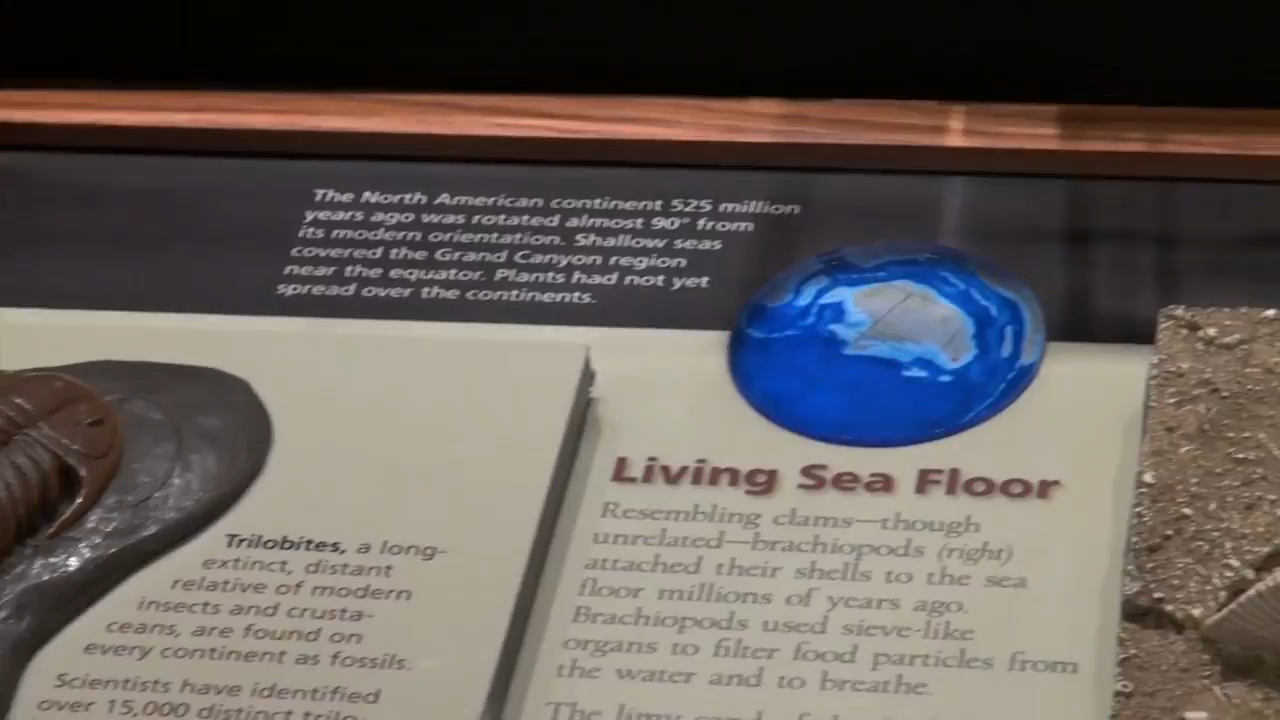 The North American continent 525 million
years ago was rotated almost 90° from
its modern orientation. Shallow seas
covered the Grand Canyon region
near the equator. Plants had not yet
spread over the continents.
Trilobites, a long-
extinct, distant
relative of modern
insects and crusta-
ceans, are found on
every continent as fossils.
Scientists have identified
over 15,000 distinct trilo-
Living Sea Floor
Resembling clams—though
unrelated—brachiopods (right)
attached their shells to the sea
floor millions of years ago.
Brachiopods used sieve-like
organs to filter food particles from
the water and to breathe.
The limy